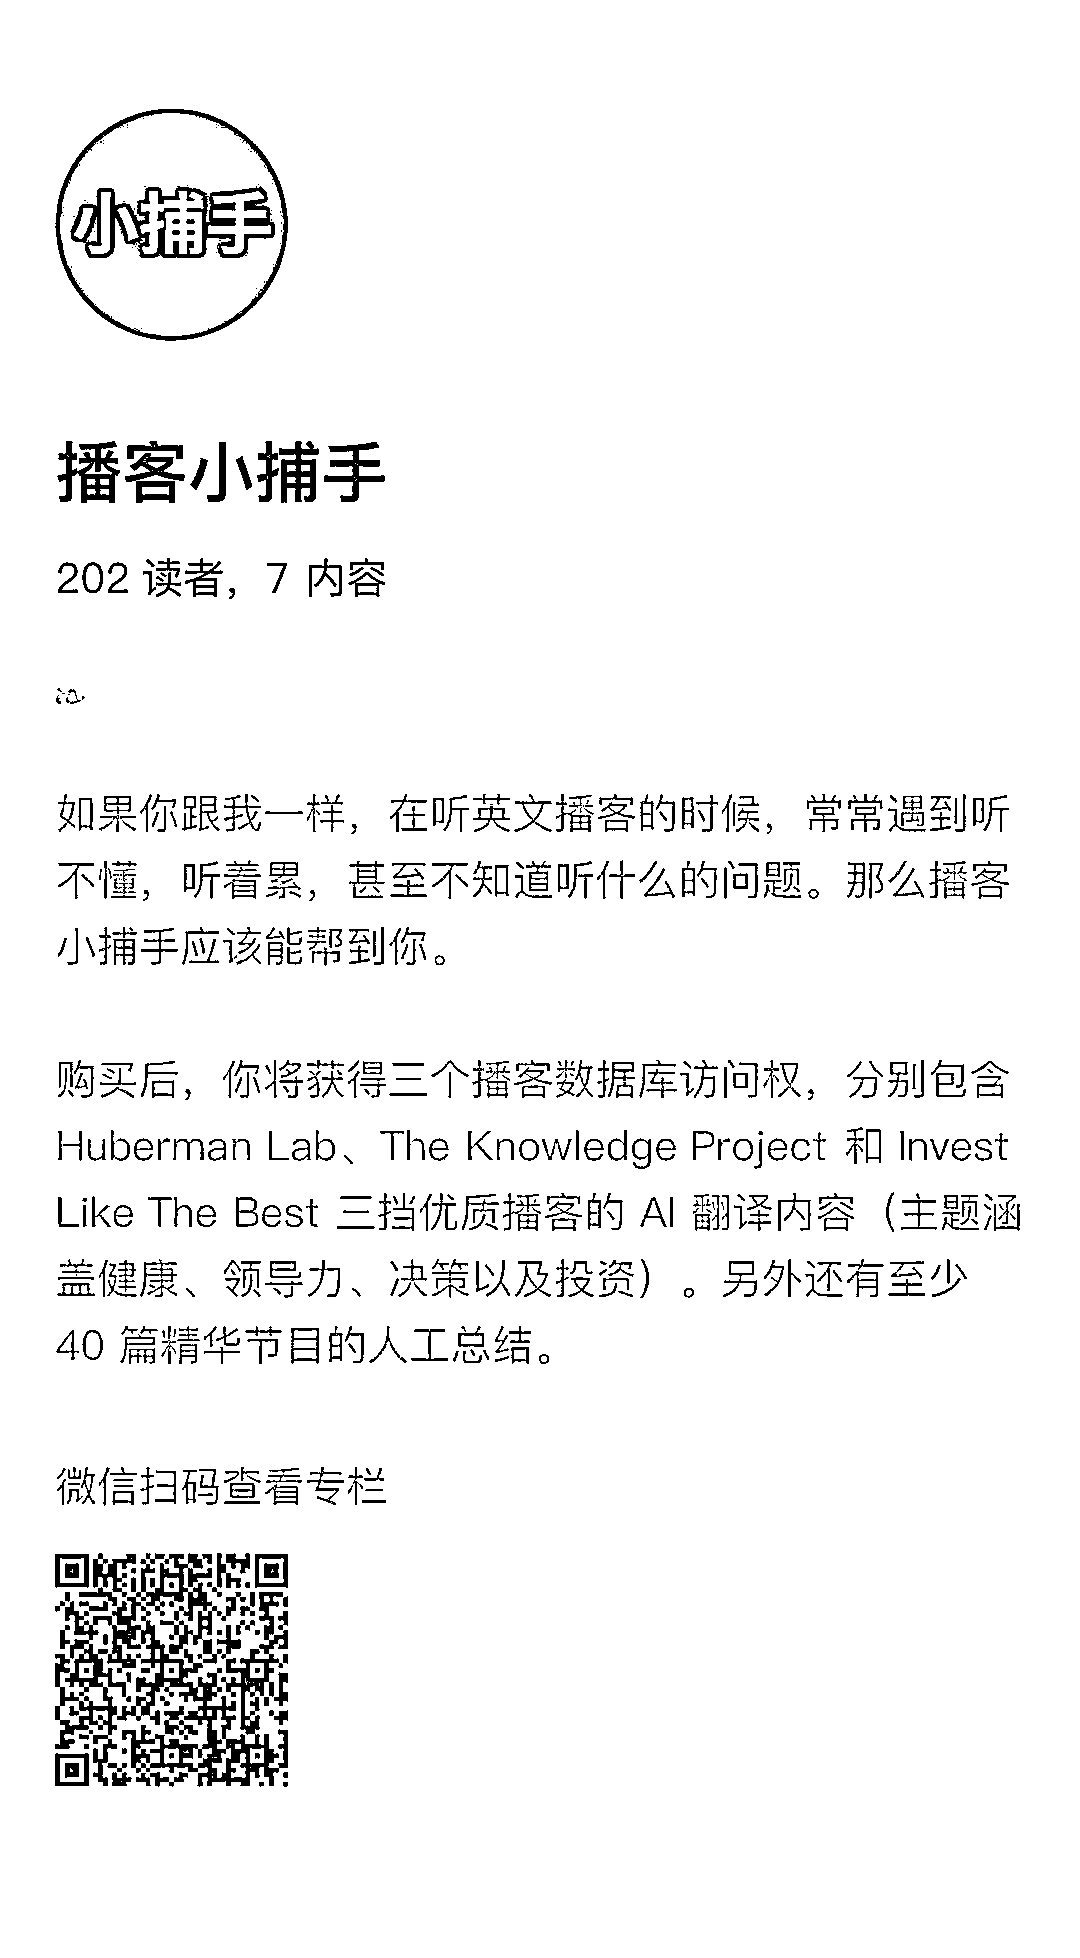 小捕手
播客小捕手
202 读者，7 内容
如果你跟我一样，在听英文播客的时候，常常遇到听
不懂，听着累，甚至不知道听什么的问题。那么播客
小捕手应该能帮到你。
购买后，你将获得三个播客数据库访问权，分别包含
Huberman Lab、The Knowledge Project 和 Invest
Like The Best 三挡优质播客的 AI 翻译内容（主题涵
盖健康、领导力、决策以及投资）。另外还有至少
40 篇精华节目的人工总结。
微信扫码查看专栏